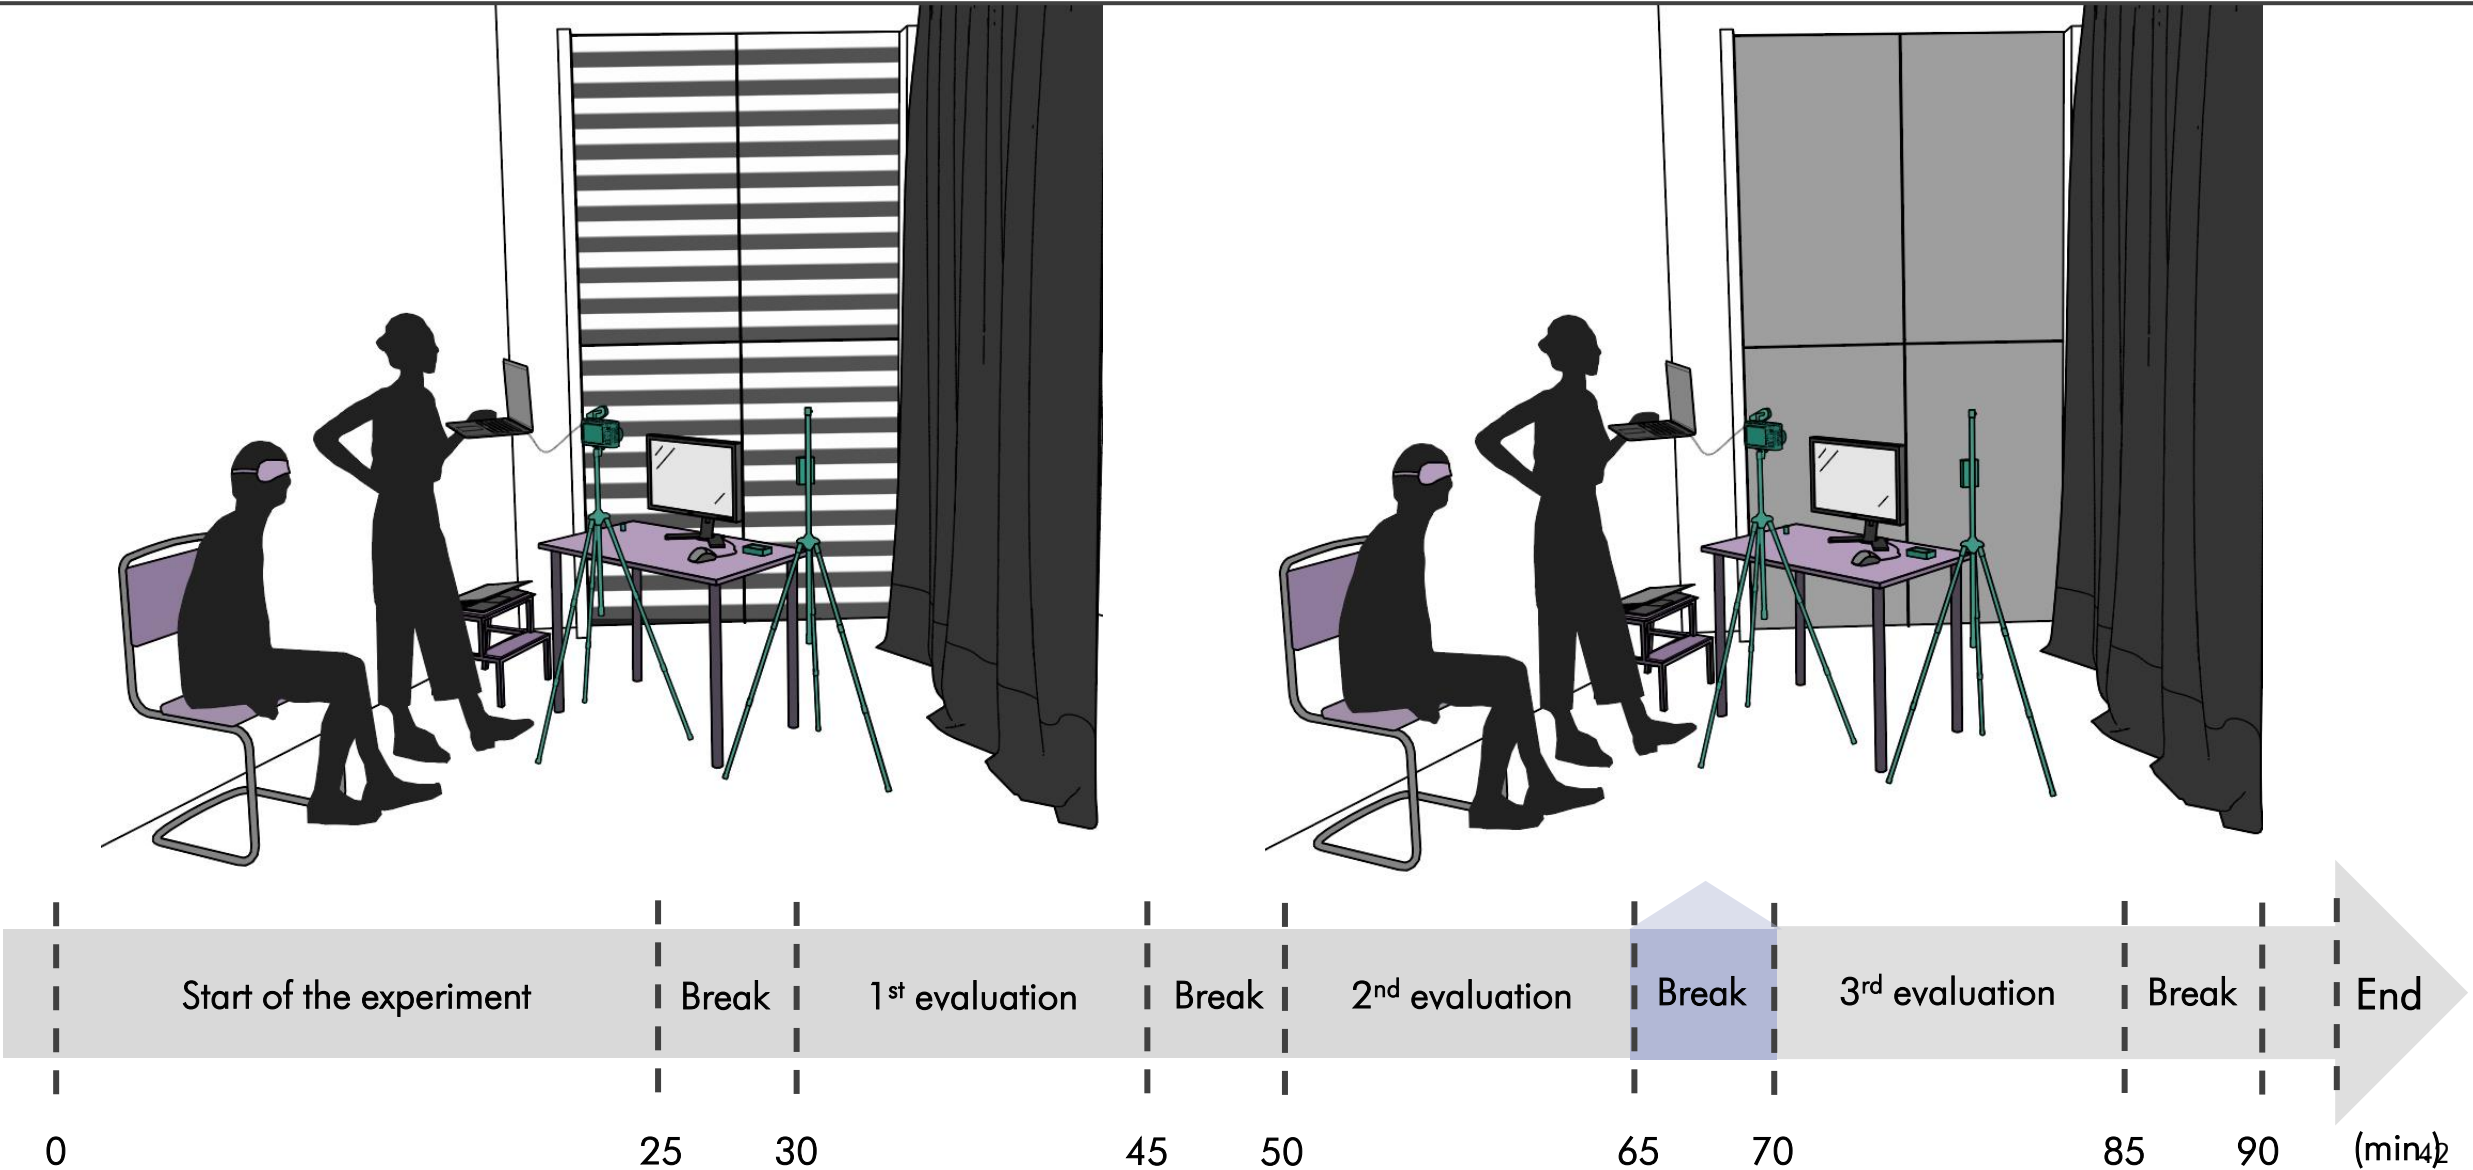 Start of the experiment Break 1st evaluation Break 2nd evaluation Break 3rd evaluation Break End
0 25 30 45 50 65 70 85 90 (min)
42